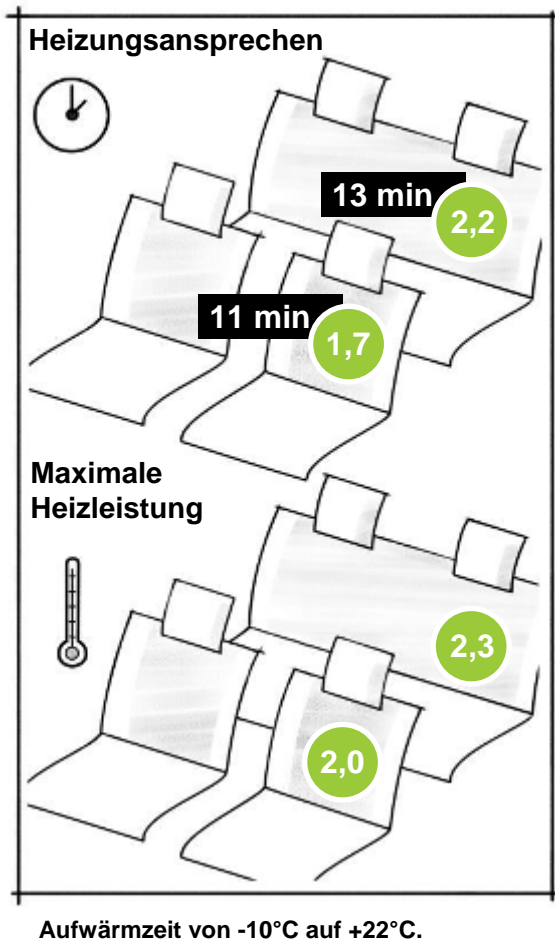 Heizungsansprechen
13 min
2,2
11 min
1,7
Maximale
Heizleistung
2,3
2,0
Aufwärmzeit von -10°C auf +22°C.